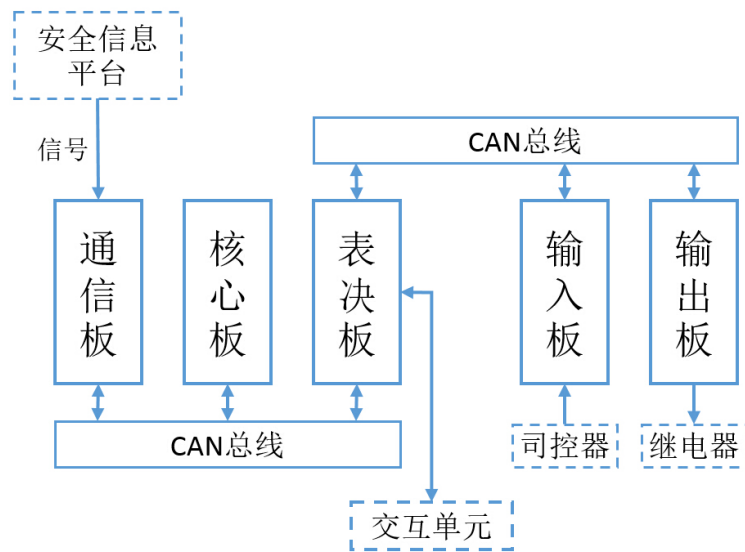 安全信息
平台
信号
CAN总线
通信板
核心板
表决板
输入板
输出板
CAN总线
司控器
继电器
交互单元